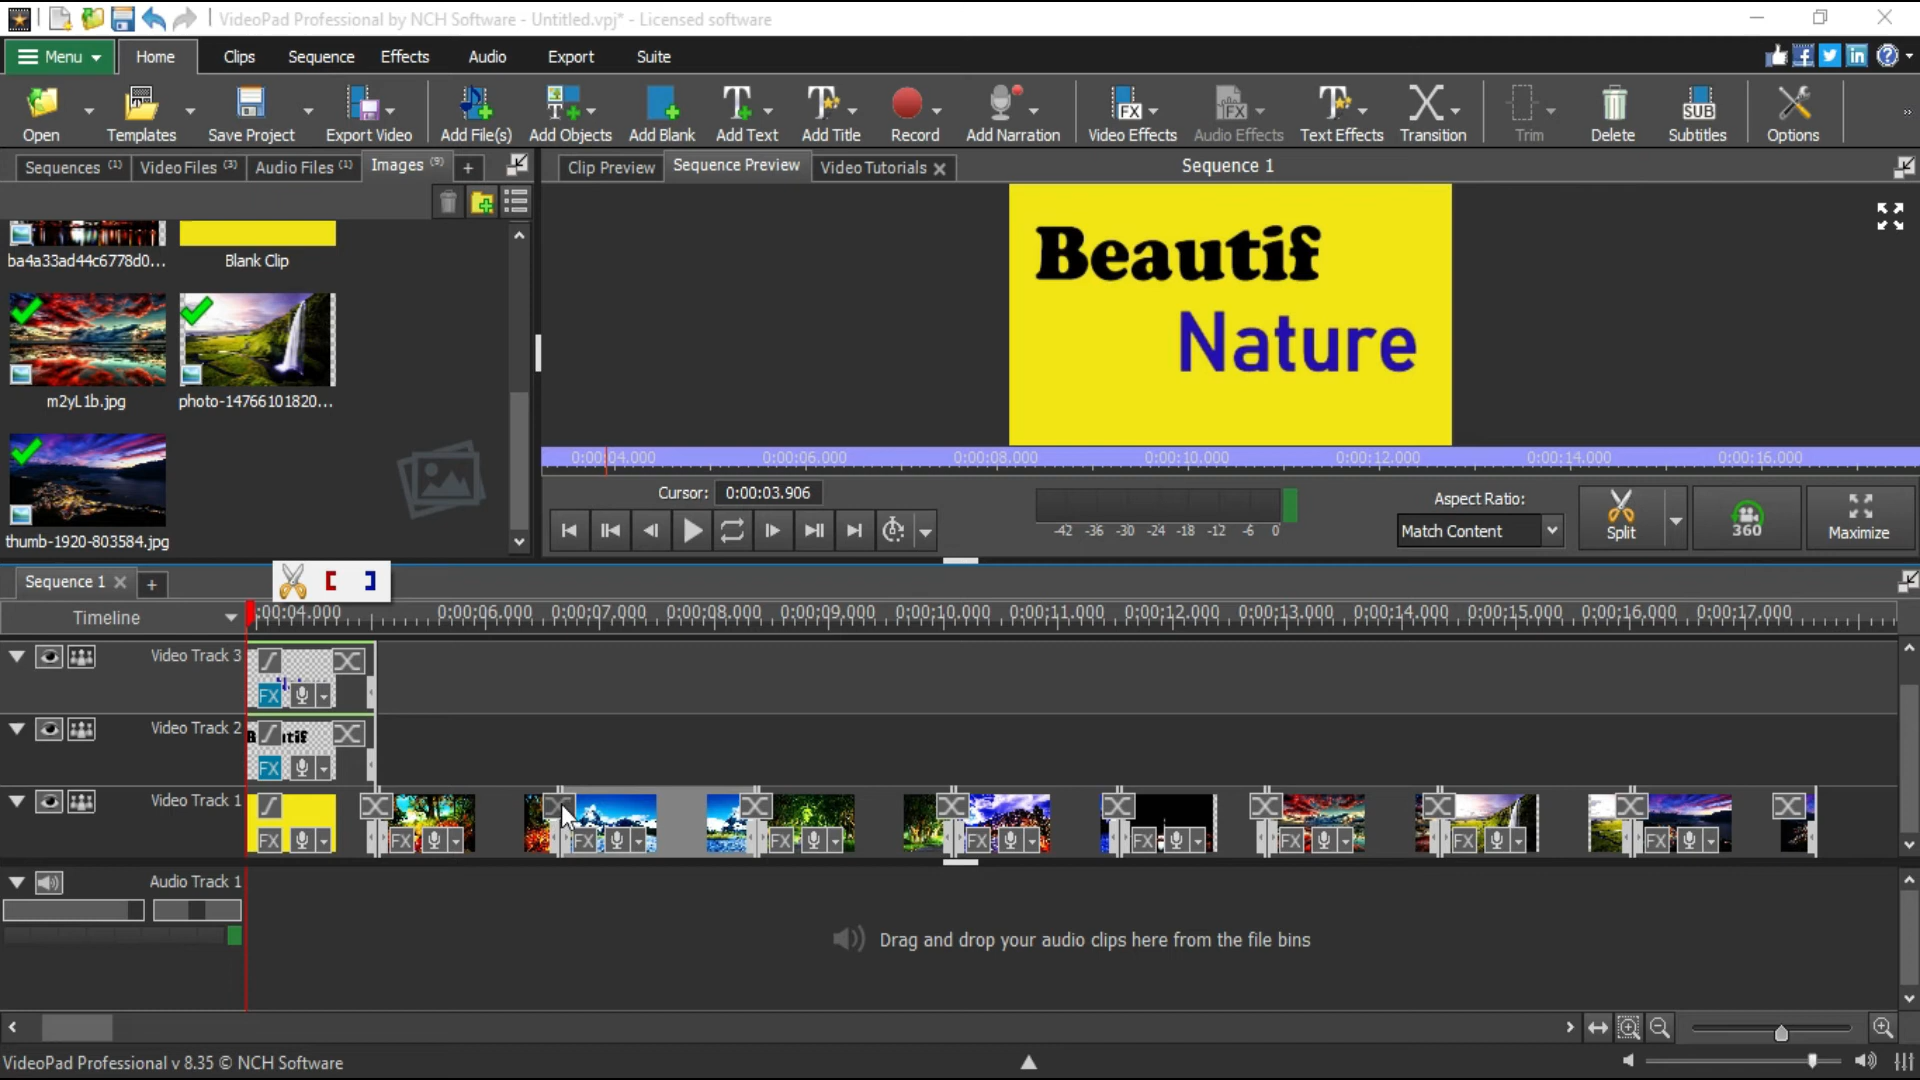 VideoPad Professional by NCH Software - Untitled.vpj* - Licensed software
Menu Home Clips Sequence Effects Audio Export Suite
Open Templates Save Project Export Video Add File(s) Add Objects Add Blank Add Text Add Title Record Add Narration Video Effects Audio Effects Text Effects Transition Trim Delete Subtitles Options
Sequences (1) Video Files (3) Audio Files (1) Images (9) +
Clip Preview Sequence Preview Video Tutorials Sequence 1
ba4a33ad44c6778d0... Blank Clip
m2yL1b.jpg photo-14766101820...
thumb-1920-803584.jpg
Beautif
Nature
0:00:04.000 0:00:06.000 0:00:08.000 0:00:10.000 0:00:12.000 0:00:14.000 0:00:16.000
Cursor: 0:00:03.906
-42 -36 -30 -24 -18 -12 -6 0
Aspect Ratio:
Match Content
Split 360 Maximize
Sequence 1
Timeline
0:00:04.000 0:00:06.000 0:00:07.000 0:00:08.000 0:00:09.000 0:00:10.000 0:00:11.000 0:00:12.000 0:00:13.000 0:00:14.000 0:00:15.000 0:00:16.000 0:00:17.000
Video Track 3
FX
Video Track 2
FX
Video Track 1
FX FX FX FX FX FX FX FX FX
Audio Track 1
Drag and drop your audio clips here from the file bins
VideoPad Professional v 8.35 © NCH Software